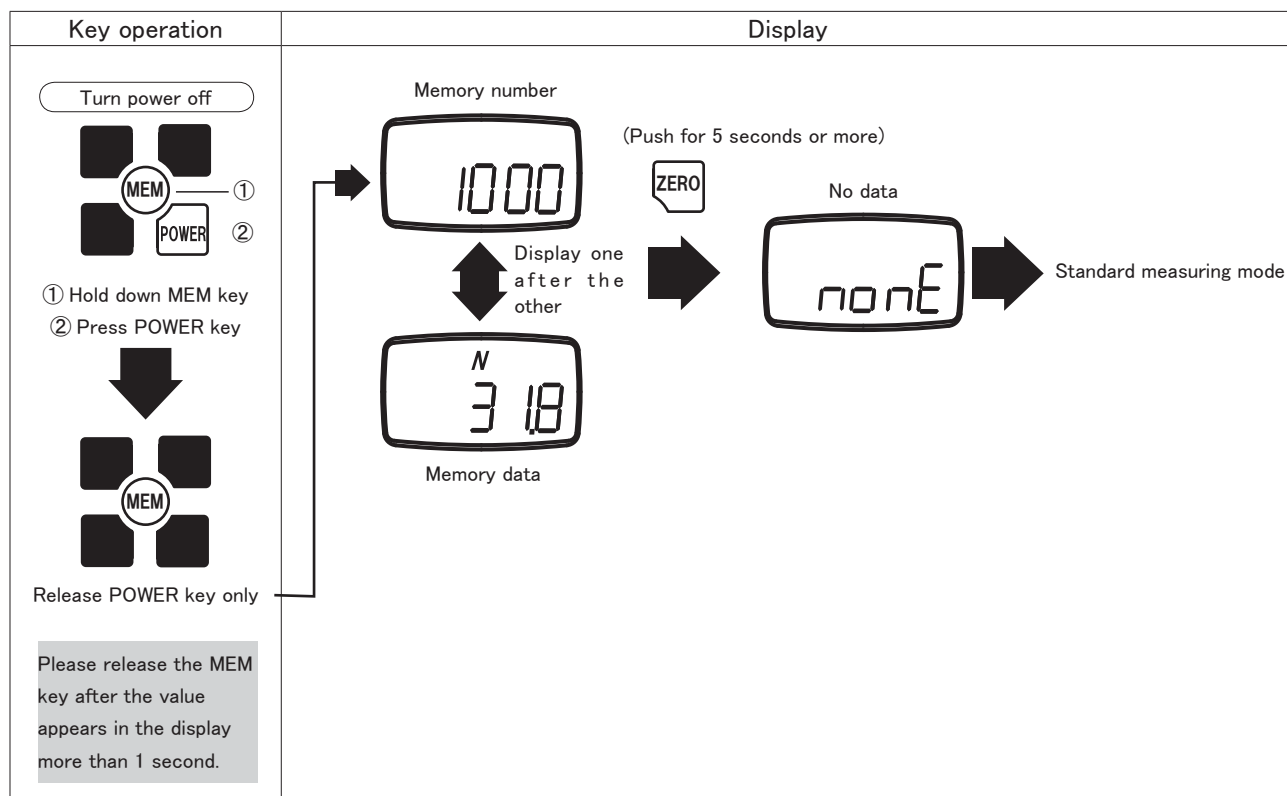 Key operation
Display
Turn power off
MEM
①
POWER
②
① Hold down MEM key
② Press POWER key
MEM
Release POWER key only
Please release the MEM
key after the value
appears in the display
more than 1 second.
Memory number
1000
Display one
after the
other
N
31.8
Memory data
(Push for 5 seconds or more)
ZERO
No data
nonE
Standard measuring mode